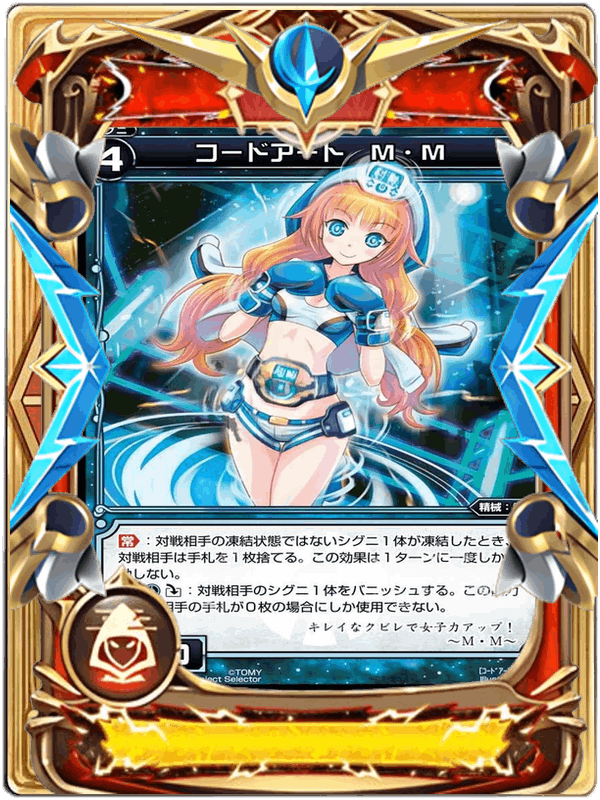 4
コードアート　M・M
精械：
常：対戦相手の凍結状態ではないシグニ１体が凍結したとき、
対戦相手は手札を１枚捨てる。この効果は１ターンに一度しか
しない。
：対戦相手のシグニ１体をバニッシュする。この
相手の手札が０枚の場合にしか使用できない。
キレイなクビレで女子力アップ！
～M・M～
©TOMY
Selector